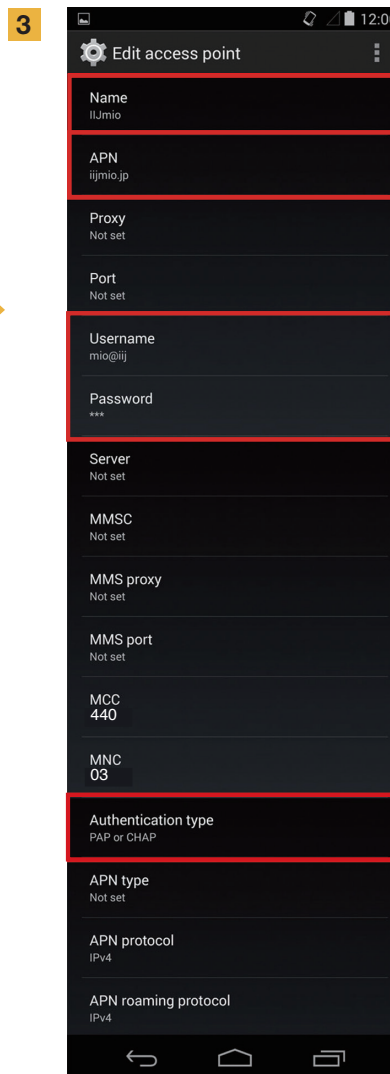 3
12:0
Edit access point
Name
IIJmio
APN
iijmio.jp
Proxy
Not set
Port
Not set
Username
mio@iij
Password
***
Server
Not set
MMSC
Not set
MMS proxy
Not set
MMS port
Not set
MCC
440
MNC
03
Authentication type
PAP or CHAP
APN type
Not set
APN protocol
IPv4
APN roaming protocol
IPv4